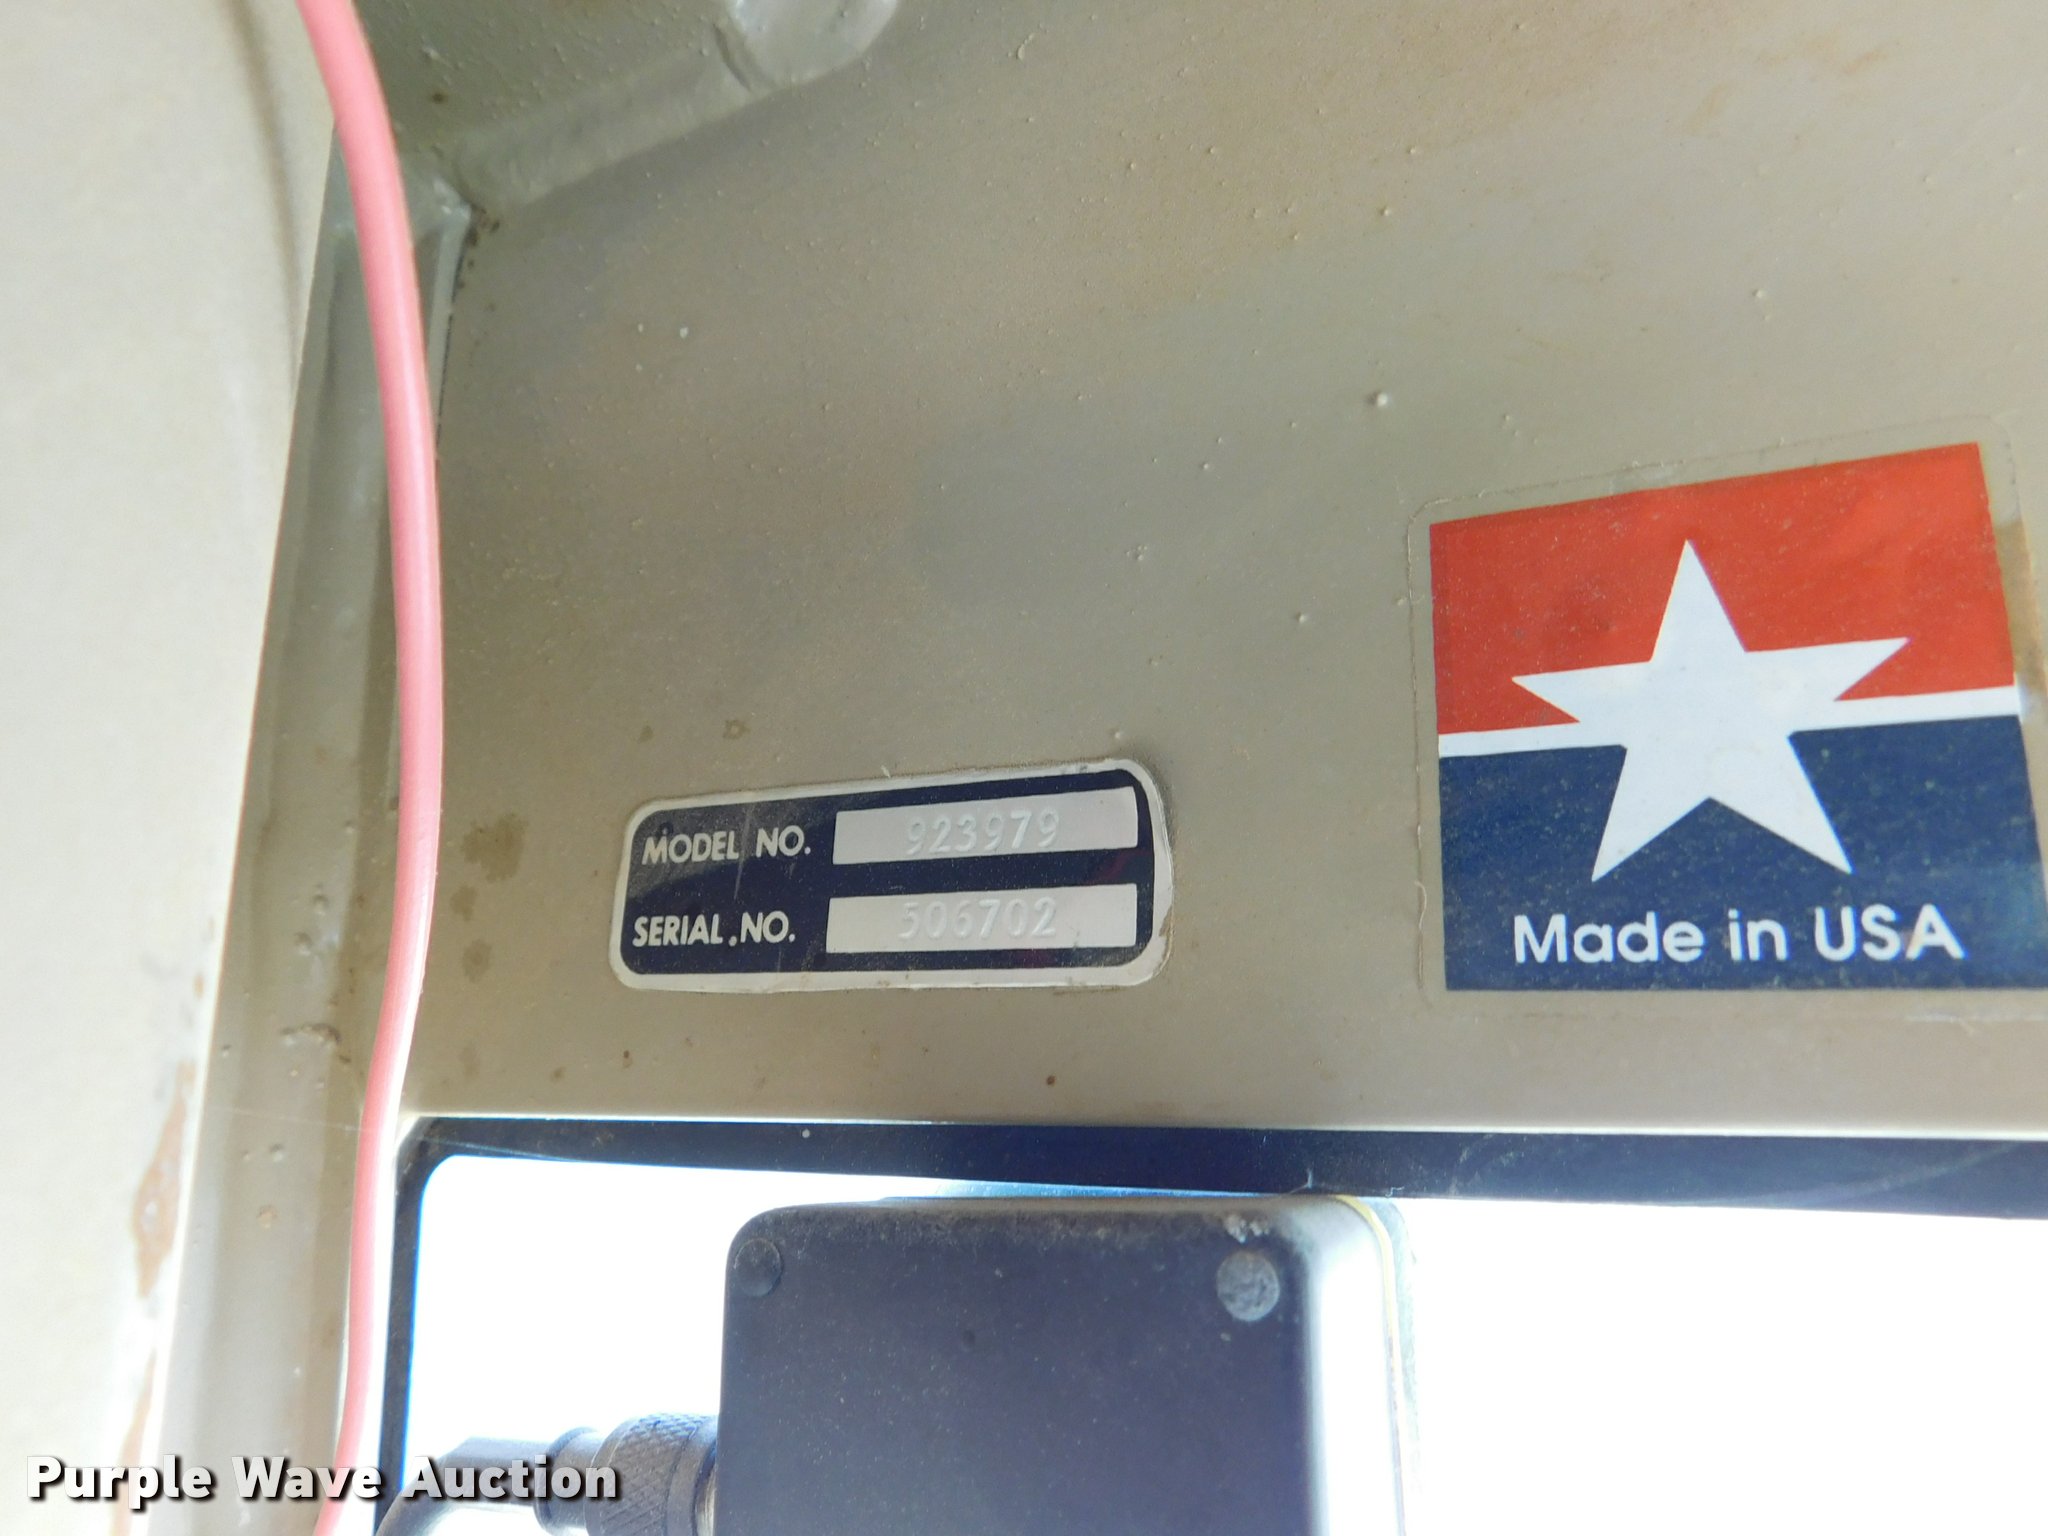 MODEL NO. 923979
SERIAL.NO. 506702
Made in USA
Purple Wave Auction